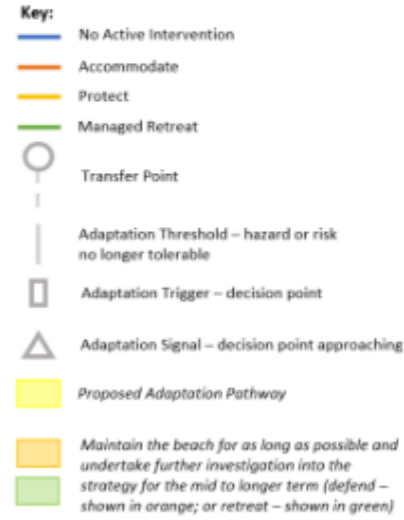 Key:
No Active Intervention
Accommodate
Protect
Managed Retreat
Transfer Point
Adaptation Threshold – hazard or risk
no longer tolerable
Adaptation Trigger – decision point
Adaptation Signal – decision point approaching
Proposed Adaptation Pathway
Maintain the beach for as long as possible and
undertake further investigation into the
strategy for the mid to longer term (defend –
shown in orange; or retreat – shown in green)